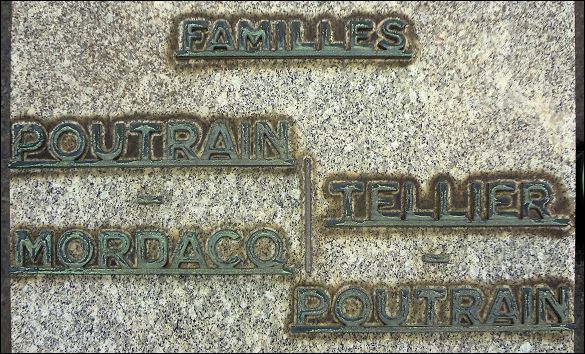 FAMILLES
POUTRAIN
–
MORDACQ
TELLIER
–
POUTRAIN